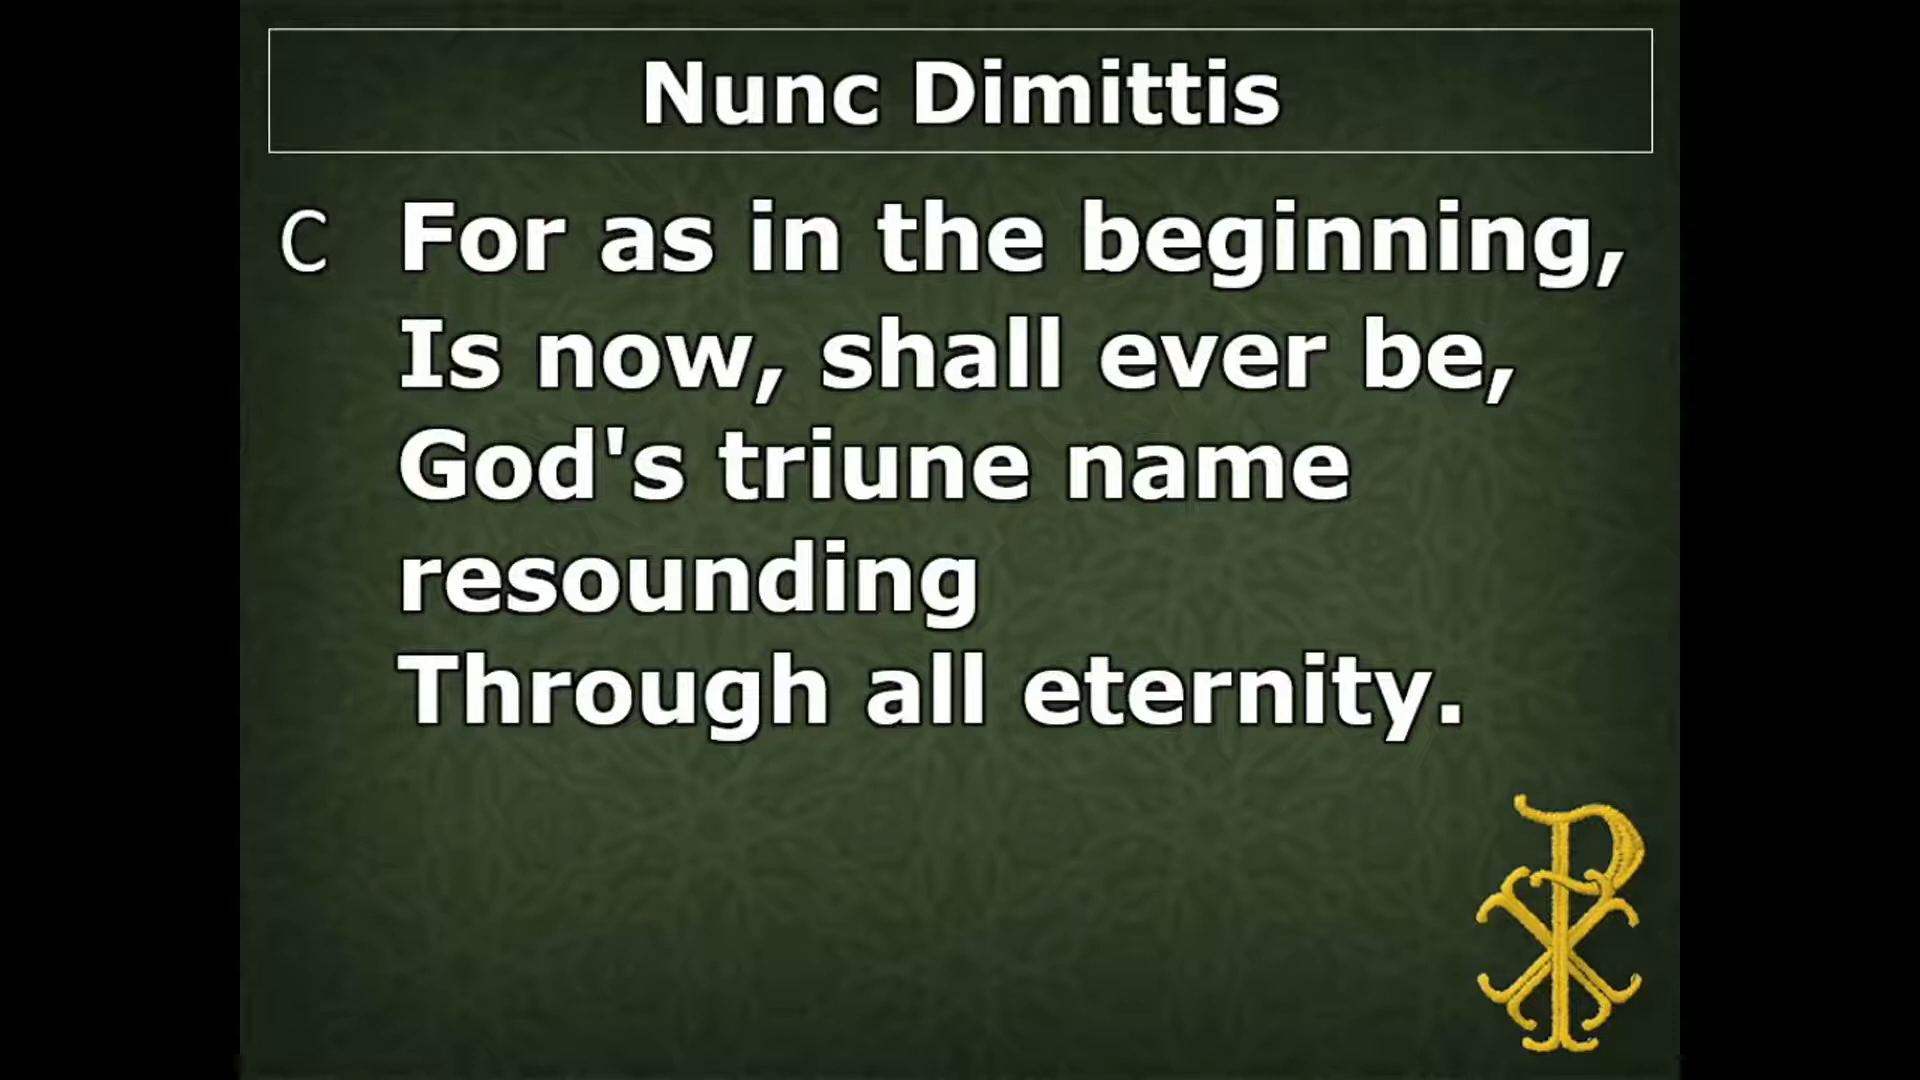 Nunc Dimittis
C For as in the beginning,
Is now, shall ever be,
God's triune name
resounding
Through all eternity.